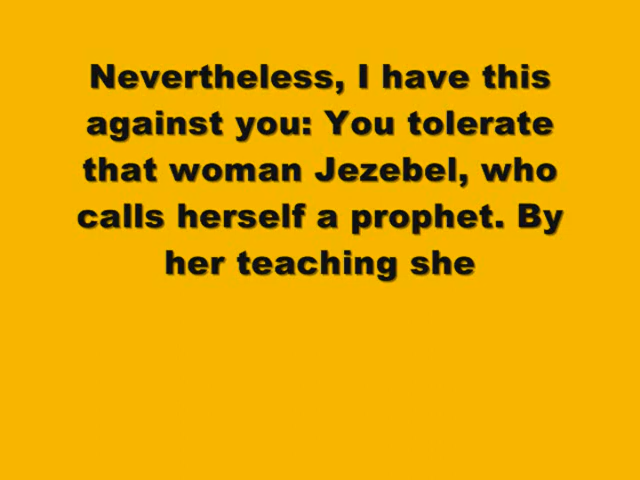 Nevertheless, I have this
against you: You tolerate
that woman Jezebel, who
calls herself a prophet. By
her teaching she